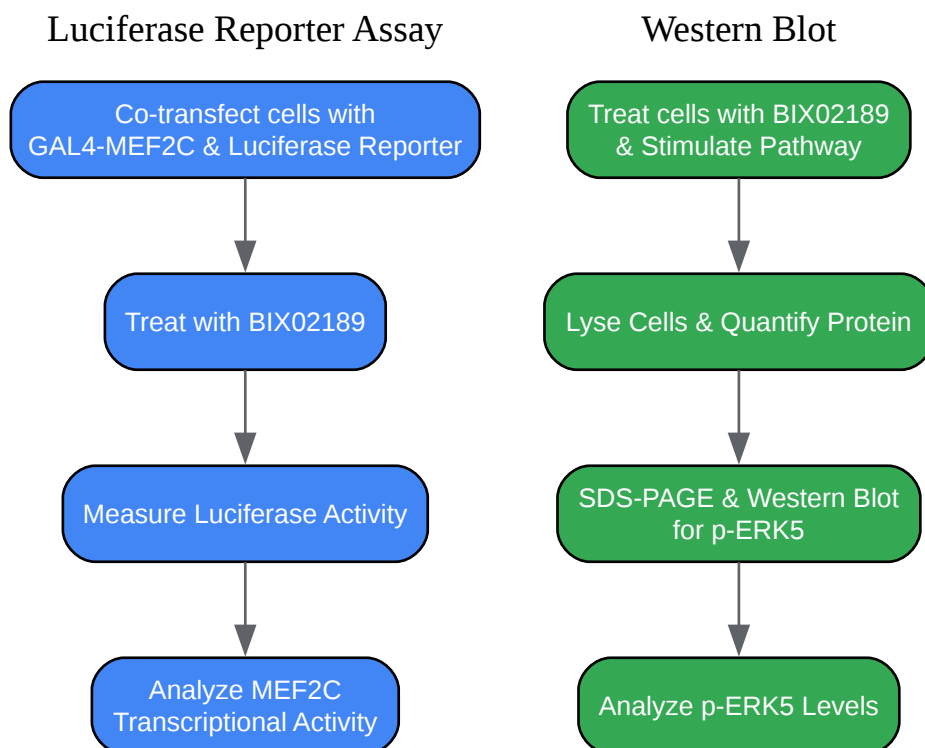 Luciferase Reporter Assay
Co-transfect cells with
GAL4-MEF2C & Luciferase Reporter
Treat with BIX02189
Measure Luciferase Activity
Analyze MEF2C
Transcriptional Activity
Western Blot
Treat cells with BIX02189
& Stimulate Pathway
Lyse Cells & Quantify Protein
SDS-PAGE & Western Blot
for p-ERK5
Analyze p-ERK5 Levels